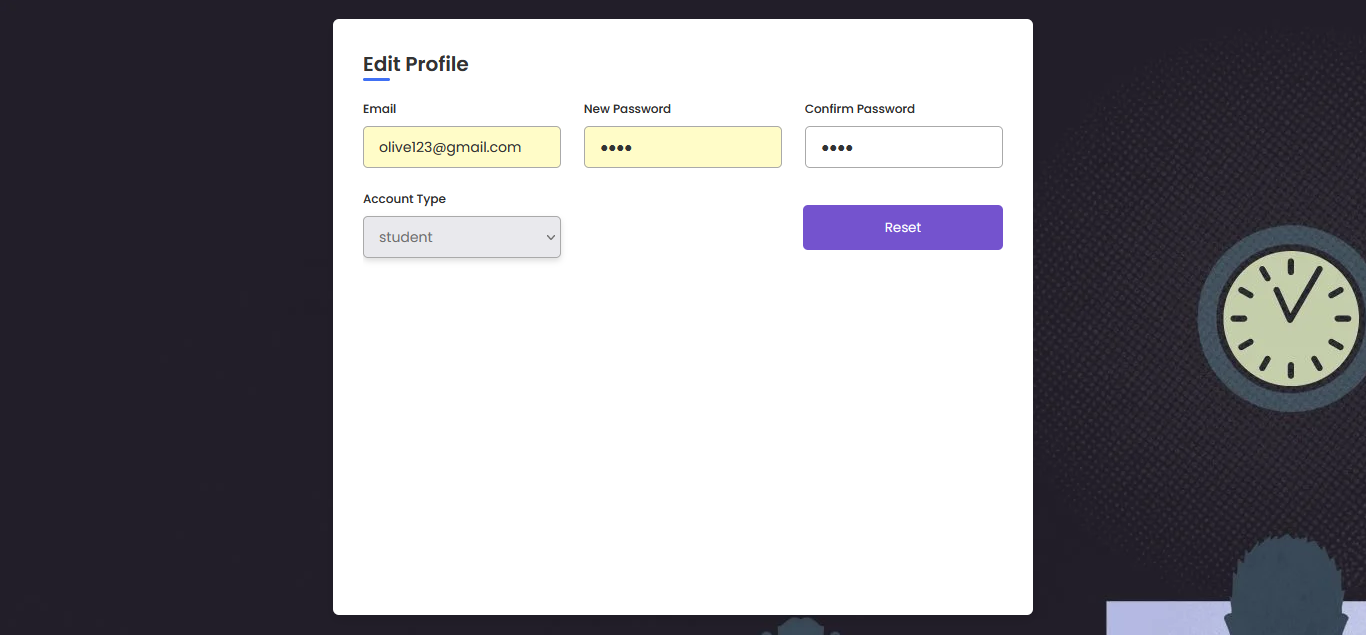 Edit Profile
Email New Password Confirm Password
olive123@gmail.com •••• ••••
Account Type
student
Reset